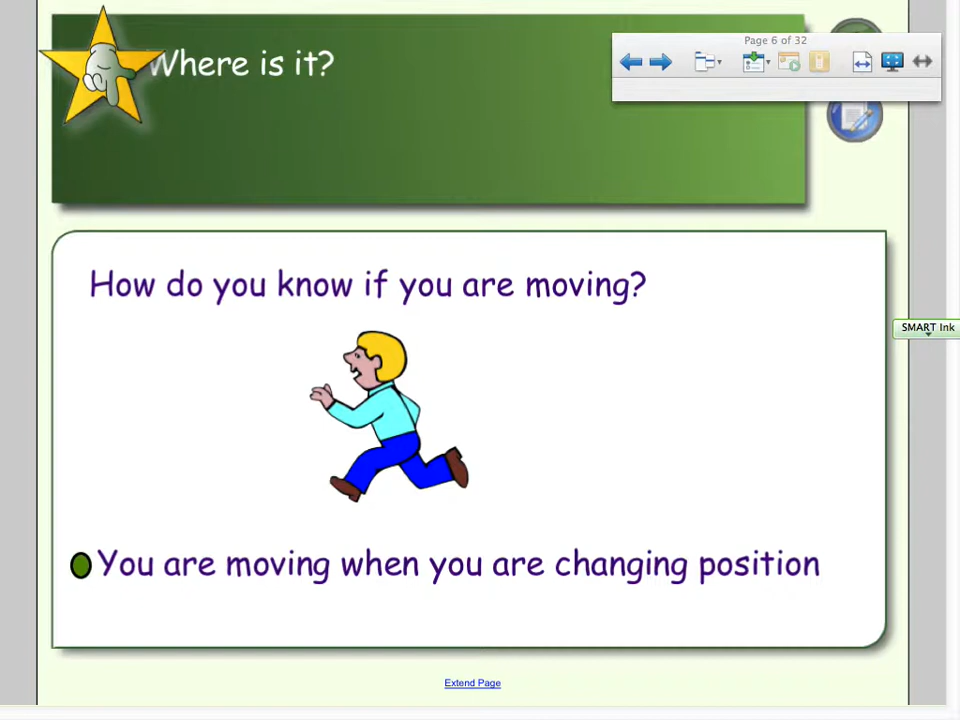 Where is it?
Page 6 of 32
How do you know if you are moving?
SMART Ink
You are moving when you are changing position
Extend Page